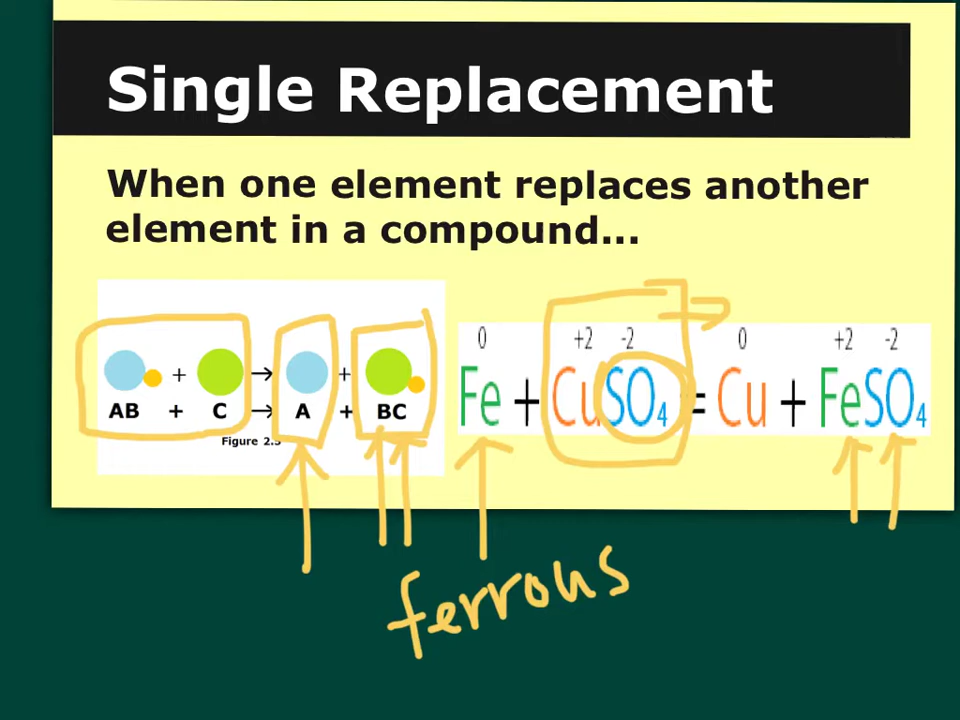 Single Replacement
When one element replaces another
element in a compound...
+ → +
AB + C → A + BC
Figure 2.3
0 +2 -2 0 +2 -2
Fe + CuSO₄ = Cu + FeSO₄
ferrous